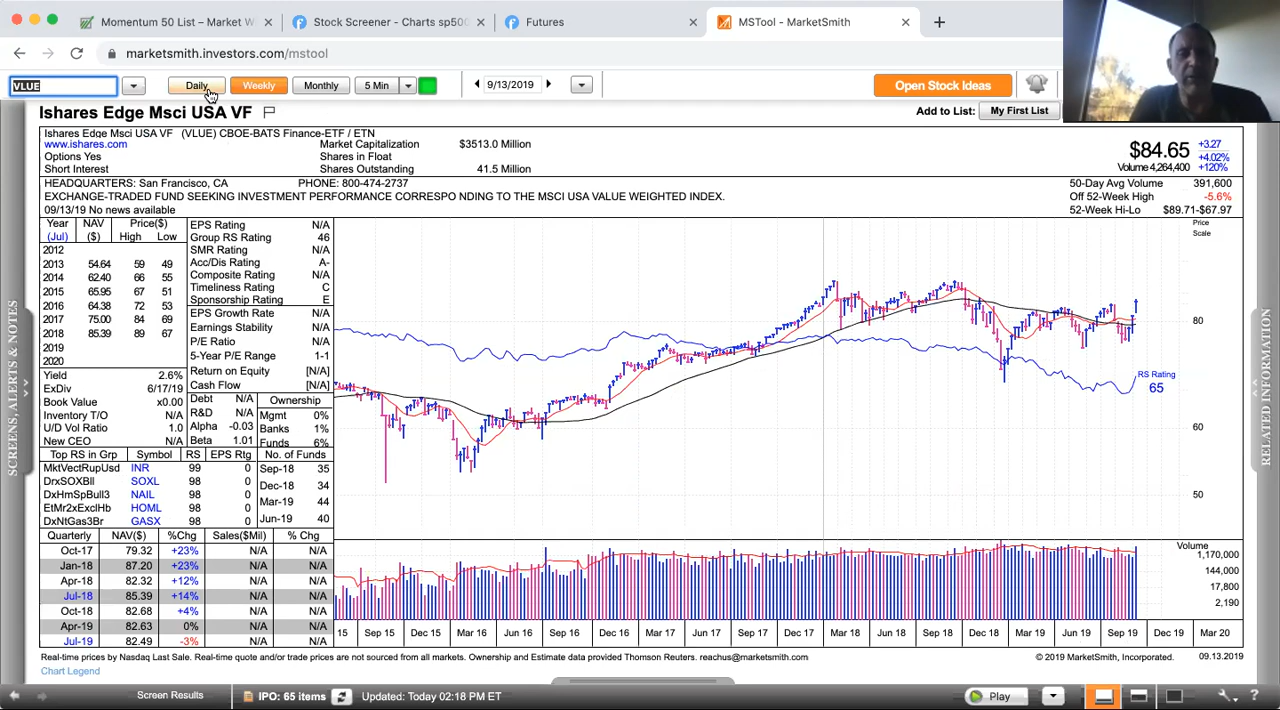 Momentum 50 List – Market W
Stock Screener - Charts sp500
Futures
MSTool - MarketSmith
marketsmith.investors.com/mstool
VLUE
Daily
Weekly
Monthly
5 Min
9/13/2019
Open Stock Ideas
Ishares Edge Msci USA VF
Add to List:
My First List
Ishares Edge Msci USA VF (VLUE) CBOE-BATS Finance-ETF / ETN
www.ishares.com
Market Capitalization $3513.0 Million
Options Yes
Shares in Float
Short Interest
Shares Outstanding 41.5 Million
$84.65
+3.27
+4.02%
Volume 4,264,400 +120%
HEADQUARTERS: San Francisco, CA PHONE: 800-474-2737
50-Day Avg Volume 391,600
EXCHANGE-TRADED FUND SEEKING INVESTMENT PERFORMANCE CORRESPO NDING TO THE MSCI USA VALUE WEIGHTED INDEX.
Off 52-Week High -5.6%
09/13/19 No news available
52-Week Hi-Lo $89.71-$67.97
Year NAV Price($)
(Jul) ($) High Low
2012
2013 54.64 59 49
2014 62.40 66 55
2015 65.95 67 51
2016 64.38 72 53
2017 75.00 84 69
2018 85.39 89 67
2019
2020
Yield 2.6%
ExDiv 6/17/19
Book Value x0.00
Inventory T/O N/A
U/D Vol Ratio 1.0
New CEO N/A
EPS Rating N/A
Group RS Rating 46
SMR Rating N/A
Acc/Dis Rating A-
Composite Rating N/A
Timeliness Rating C
Sponsorship Rating E
EPS Growth Rate N/A
Earnings Stability N/A
P/E Ratio N/A
5-Year P/E Range 1-1
Return on Equity [N/A]
Cash Flow [N/A]
Debt N/A
R&D N/A
Alpha -0.03
Beta 1.01
Ownership
Mgmt 0%
Banks 1%
Funds 6%
Top RS in Grp Symbol RS EPS Rtg
MktVectRupUsd INR 99 0
DrxSOXBll SOXL 98 0
DxHmSpBull3 NAIL 98 0
EtMr2xExclHb HOML 98 0
DxNtGas3Br GASX 98 0
No. of Funds
Sep-18 35
Dec-18 34
Mar-19 44
Jun-19 40
Quarterly NAV($) %Chg Sales($Mil) % Chg
Oct-17 79.32 +23% N/A N/A
Jan-18 87.20 +23% N/A N/A
Apr-18 82.32 +12% N/A N/A
Jul-18 85.39 +14% N/A N/A
Oct-18 82.68 +4% N/A N/A
Apr-19 82.63 0% N/A N/A
Jul-19 82.49 -3% N/A N/A
Price
Scale
80
60
50
RS Rating
65
Volume
1,170,000
144,000
17,800
2,190
15 Sep 15 Dec 15 Mar 16 Jun 16 Sep 16 Dec 16 Mar 17 Jun 17 Sep 17 Dec 17 Mar 18 Jun 18 Sep 18 Dec 18 Mar 19 Jun 19 Sep 19 Dec 19 Mar 20
Real-time prices by Nasdaq Last Sale. Real-time quote and/or trade prices are not sourced from all markets. Ownership and Estimate data provided Thomson Reuters. reachus@marketsmith.com
© 2019 MarketSmith, Incorporated.
09.13.2019
Chart Legend
SCREENS, ALERTS & NOTES
RELATED INFORMATION
Screen Results
IPO: 65 items
Updated: Today 02:18 PM ET
Play
?